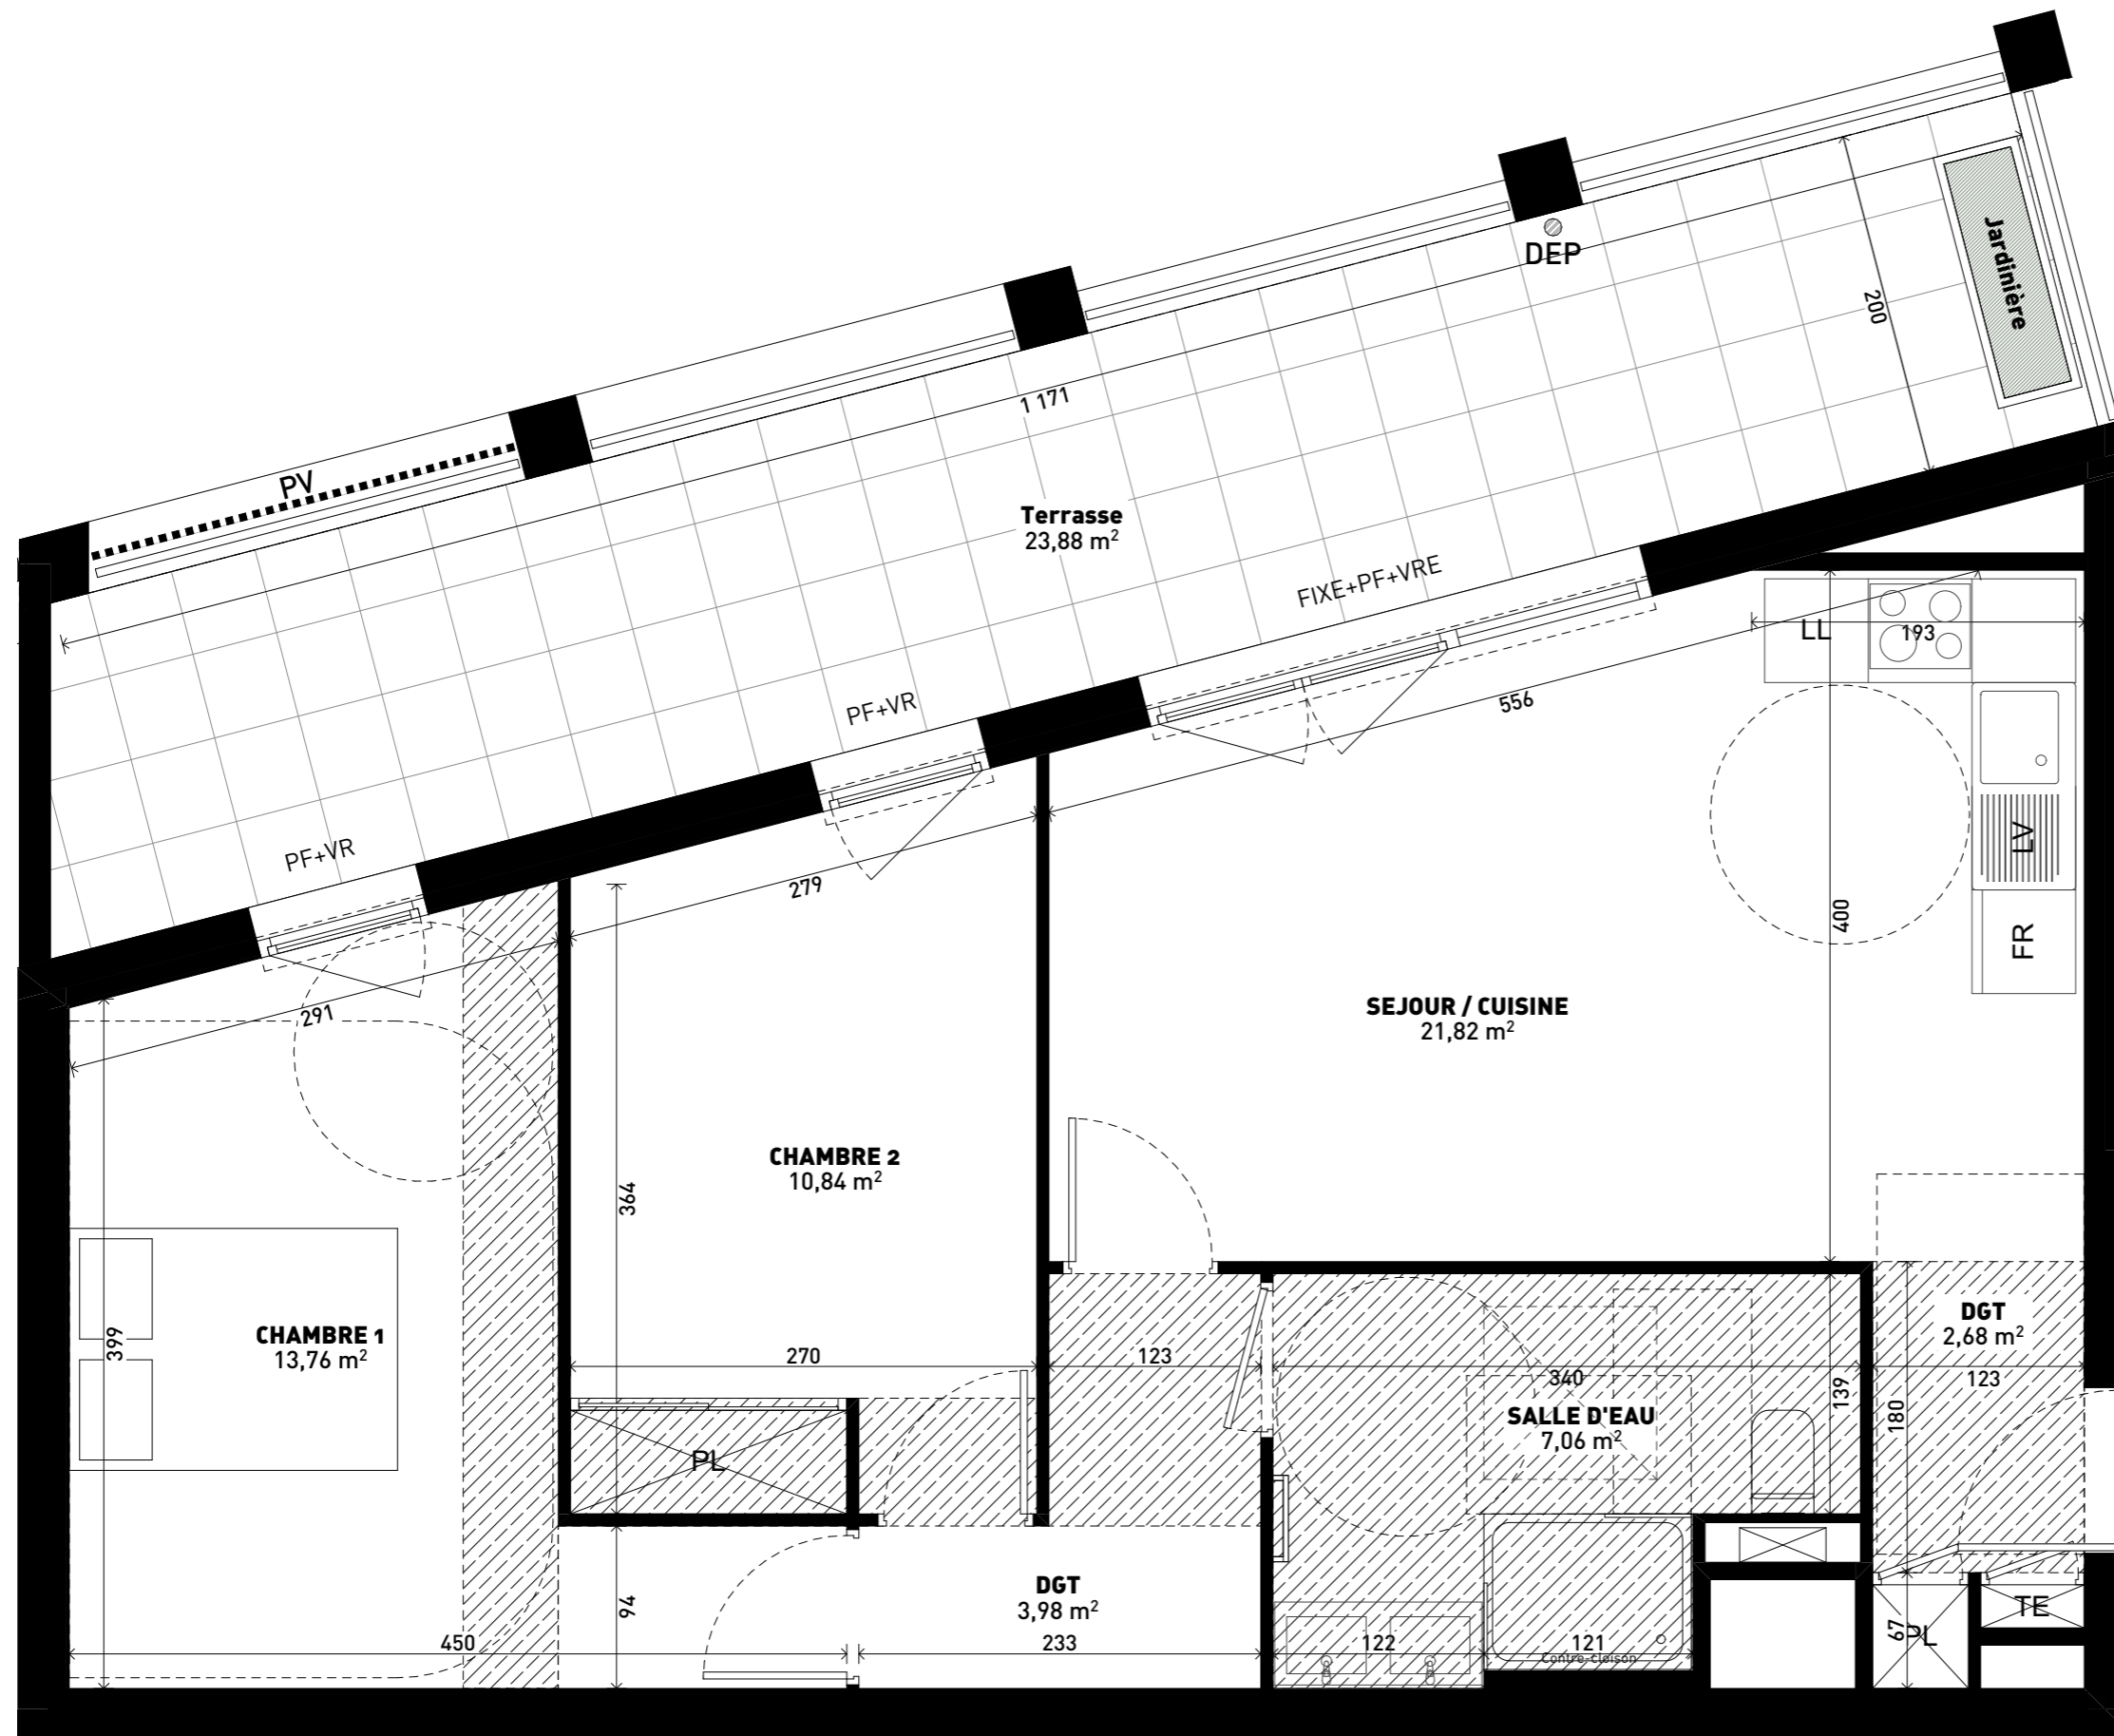 DEP
Jardinière
200
1 171
PV
Terrasse
23,88 m²
FIXE+PF+VRE
LL
193
PF+VR
556
PF+VR
279
LV
400
FR
291
SEJOUR / CUISINE
21,82 m²
CHAMBRE 2
10,84 m²
364
CHAMBRE 1
13,76 m²
399
DGT
2,68 m²
270
123
340
139
123
SALLE D'EAU
7,06 m²
180
PL
DGT
3,98 m²
94
TE
67
PL
450
233
122
121
Contre-cloison